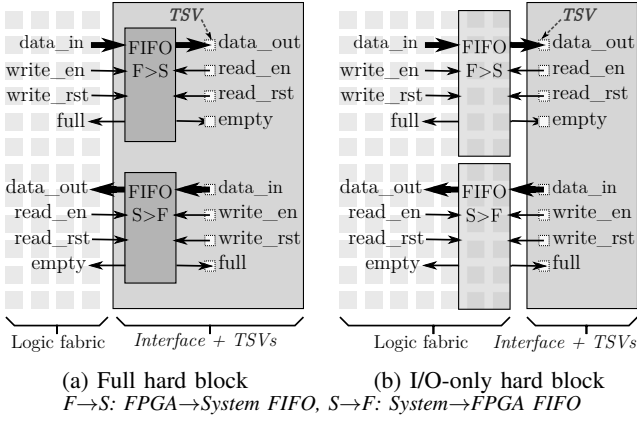 TSV
data_in FIFO data_out
write_en F>S read_en
write_rst read_rst
full empty
data_out FIFO data_in
read_en S>F write_en
read_rst write_rst
empty full
Logic fabric Interface + TSVs
(a) Full hard block
TSV
data_in FIFO data_out
write_en F>S read_en
write_rst read_rst
full empty
data_out FIFO data_in
read_en S>F write_en
read_rst write_rst
empty full
Logic fabric Interface + TSVs
(b) I/O-only hard block
F→S: FPGA→System FIFO, S→F: System→FPGA FIFO